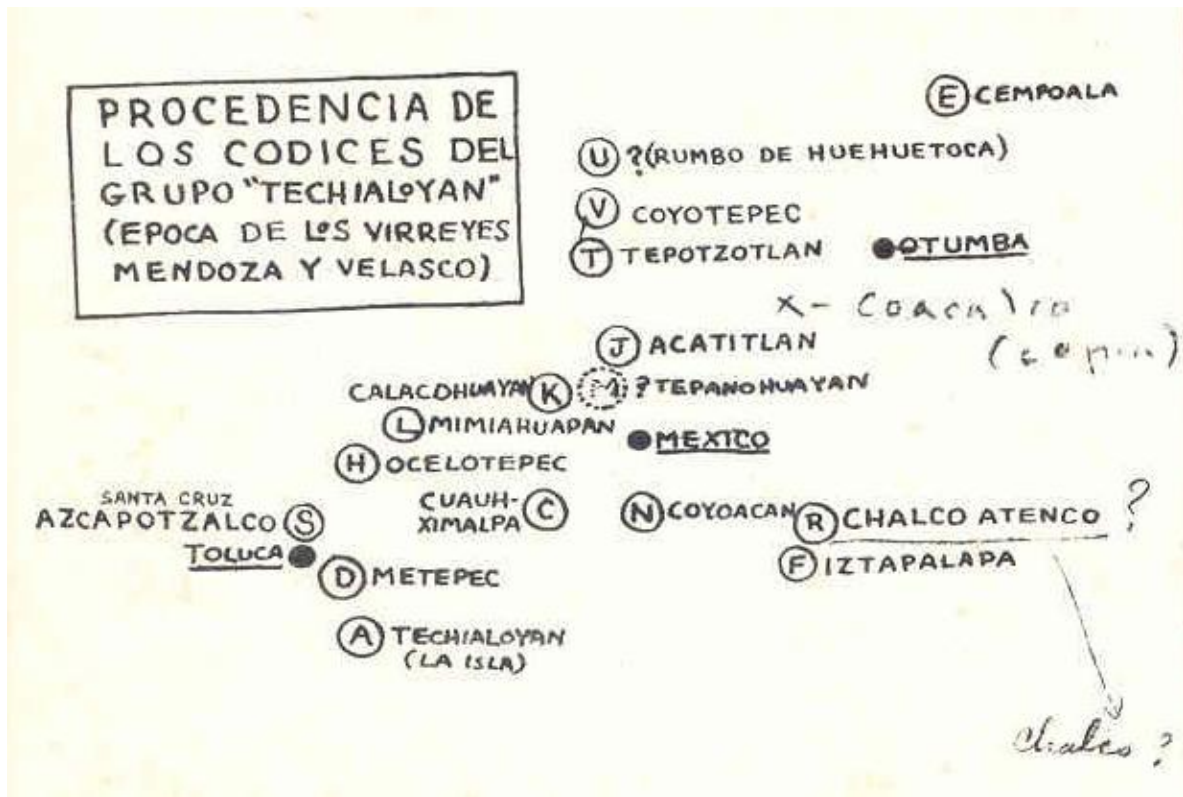 PROCEDENCIA DE
LOS CODICES DEL
GRUPO "TECHIALOYAN"
(EPOCA DE LOS VIRREYES
MENDOZA Y VELASCO)
E CEMPOALA
U ?(RUMBO DE HUEHUETOCA)
V COYOTEPEC
T TEPOTZOTLAN
OTUMBA
X-
J ACATITLAN
CALACOHUAYAN K
M ?TEPANOHUAYAN
L MIMIAHUAPAN
MEXICO
H OCELOTEPEC
SANTA CRUZ
AZCAPOTZALCO S
CUAUH-
XIMALPA C
N COYOACAN
R CHALCO ATENCO ?
TOLUCA
F IZTAPALAPA
D METEPEC
A TECHIALOYAN
(LA ISLA)
Chalco ?